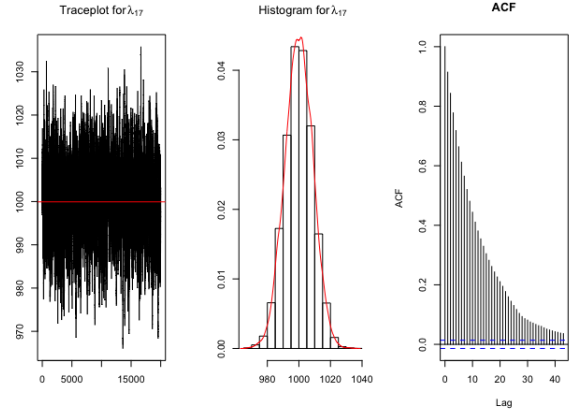 Traceplot for λ17
970 980 990 1000 1010 1020 1030
0 5000 15000
Histogram for λ17
0.00 0.01 0.02 0.03 0.04
980 1000 1020 1040
ACF
ACF
0.0 0.2 0.4 0.6 0.8 1.0
0 10 20 30 40
Lag